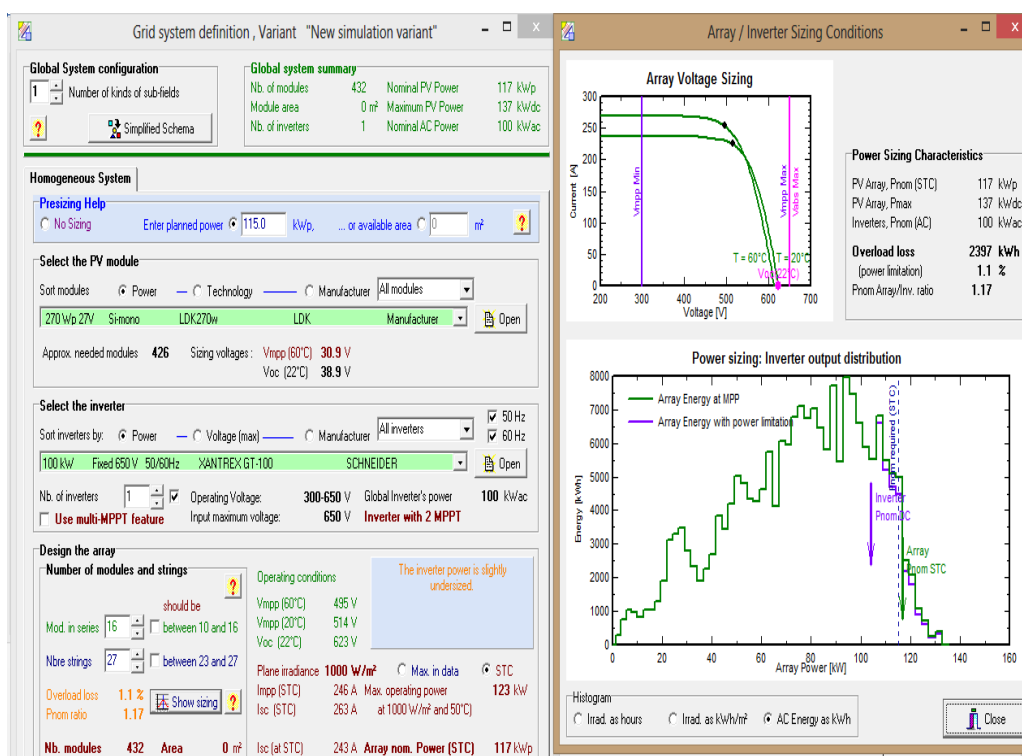 Grid system definition , Variant "New simulation variant"
Global System configuration
1 Number of kinds of sub-fields
? Simplified Schema
Global system summary
Nb. of modules 432 Nominal PV Power 117 kWp
Module area 0 m² Maximum PV Power 137 kWdc
Nb. of inverters 1 Nominal AC Power 100 kWac
Homogeneous System
Presizing Help
No Sizing Enter planned power 115.0 kWp, ... or available area 0 m² ?
Select the PV module
Sort modules Power Technology Manufacturer All modules
270 Wp 27V Si-mono LDK270w LDK Manufacturer Open
Approx. needed modules 426 Sizing voltages : Vmpp (60°C) 30.9 V
Voc (22°C) 38.9 V
Select the inverter
50 Hz
Sort inverters by: Power Voltage (max) Manufacturer All inverters 60 Hz
100 kW Fixed 650 V 50/60Hz XANTREX GT-100 SCHNEIDER Open
Nb. of inverters 1 Operating Voltage: 300-650 V Global Inverter's power 100 kWac
Use multi-MPPT feature Input maximum voltage: 650 V Inverter with 2 MPPT
Design the array
Number of modules and strings
?
should be
Mod. in series 16 between 10 and 16
Nbre strings 27 between 23 and 27
Overload loss 1.1 %
Pnom ratio 1.17
Show sizing ?
Nb. modules 432 Area 0 m²
Operating conditions
Vmpp (60°C) 495 V
Vmpp (20°C) 514 V
Voc (22°C) 623 V
The inverter power is slightly
undersized.
Plane irradiance 1000 W/m² Max. in data STC
Impp (STC) 246 A Max. operating power 123 kW
Isc (STC) 263 A at 1000 W/m² and 50°C)
Isc (at STC) 243 A Array nom. Power (STC) 117 kWp
Array / Inverter Sizing Conditions
Array Voltage Sizing
Current [A]
300
250
200
150
100
50
0
Vmpp Min
Vmpp Max
Vabs Max
T = 60°C T = 20°C
Voc (22°C)
200 300 400 500 600 700
Voltage [V]
Power Sizing Characteristics
PV Array, Pnom (STC) 117 kWp
PV Array, Pmax 137 kWdc
Inverters, Pnom (AC) 100 kWac
Overload loss 2397 kWh
(power limitation) 1.1 %
Pnom Array/Inv. ratio 1.17
Power sizing: Inverter output distribution
Energy [kWh]
8000
7000
6000
5000
4000
3000
2000
1000
0
Array Energy at MPP
Array Energy with power limitation
required (STC)
Inverter
Pnom DC
Array
Pnom STC
0 20 40 60 80 100 120 140 160
Array Power [kW]
Histogram
Irrad. as hours Irrad. as kWh/m² AC Energy as kWh
Close